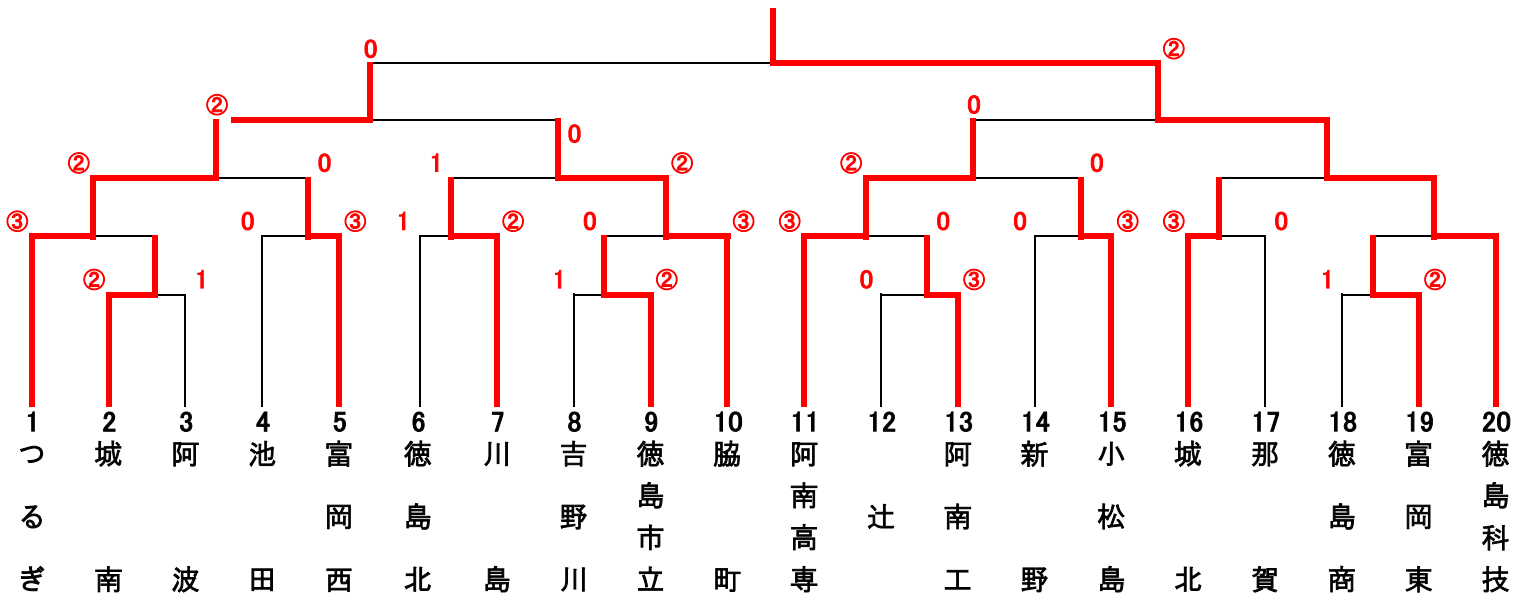 0 ②
② 0
0
② 0 1 ② ② 0
③ 0 ③ 1 ② 0 ③ ③ 0 0 ③ ③ 0
② 1 1 ② 0 ③ 1 ②
1 2 3 4 5 6 7 8 9 10 11 12 13 14 15 16 17 18 19 20
つるぎ
城南
阿波
池田
富岡西
徳島北
川島
吉野川
徳島市立
脇町
阿南高専
辻
阿南工
新野
小松島
城北
那賀
徳島商
富岡東
徳島科技